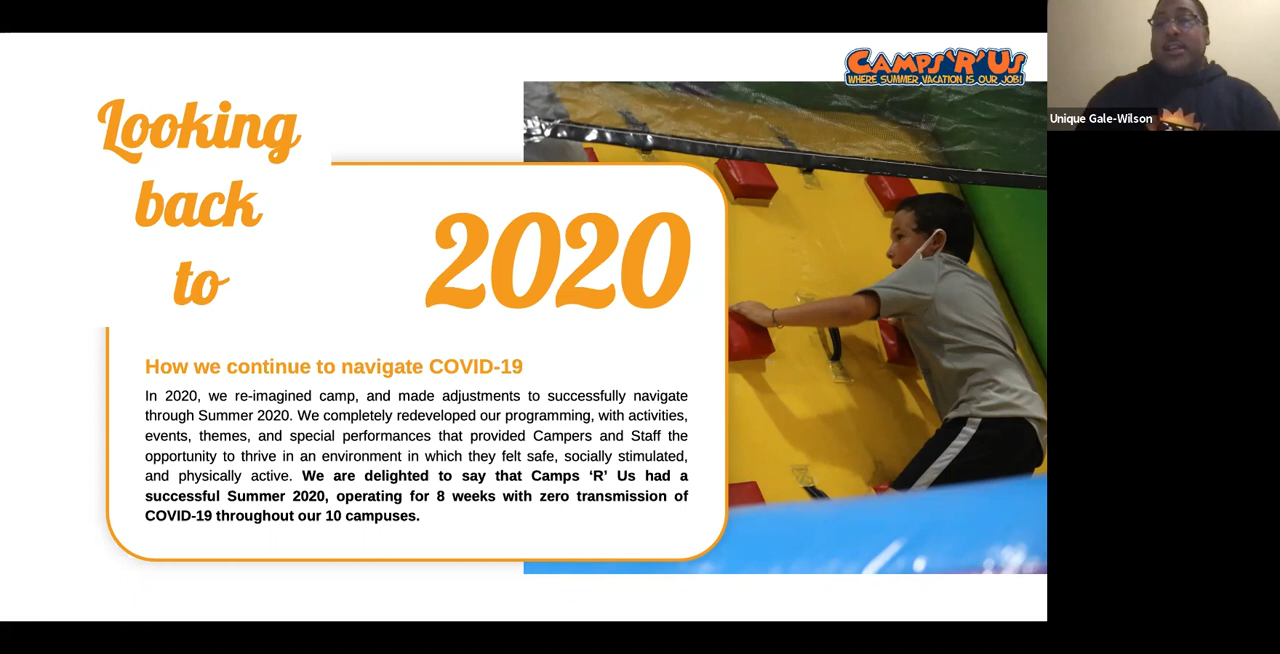 CAMPS 'R' US
WHERE SUMMER VACATION IS OUR JOB!
Unique Gale-Wilson
Looking
back
to
2020
How we continue to navigate COVID-19
In 2020, we re-imagined camp, and made adjustments to successfully navigate
through Summer 2020. We completely redeveloped our programming, with activities,
events, themes, and special performances that provided Campers and Staff the
opportunity to thrive in an environment in which they felt safe, socially stimulated,
and physically active. We are delighted to say that Camps ‘R’ Us had a
successful Summer 2020, operating for 8 weeks with zero transmission of
COVID-19 throughout our 10 campuses.